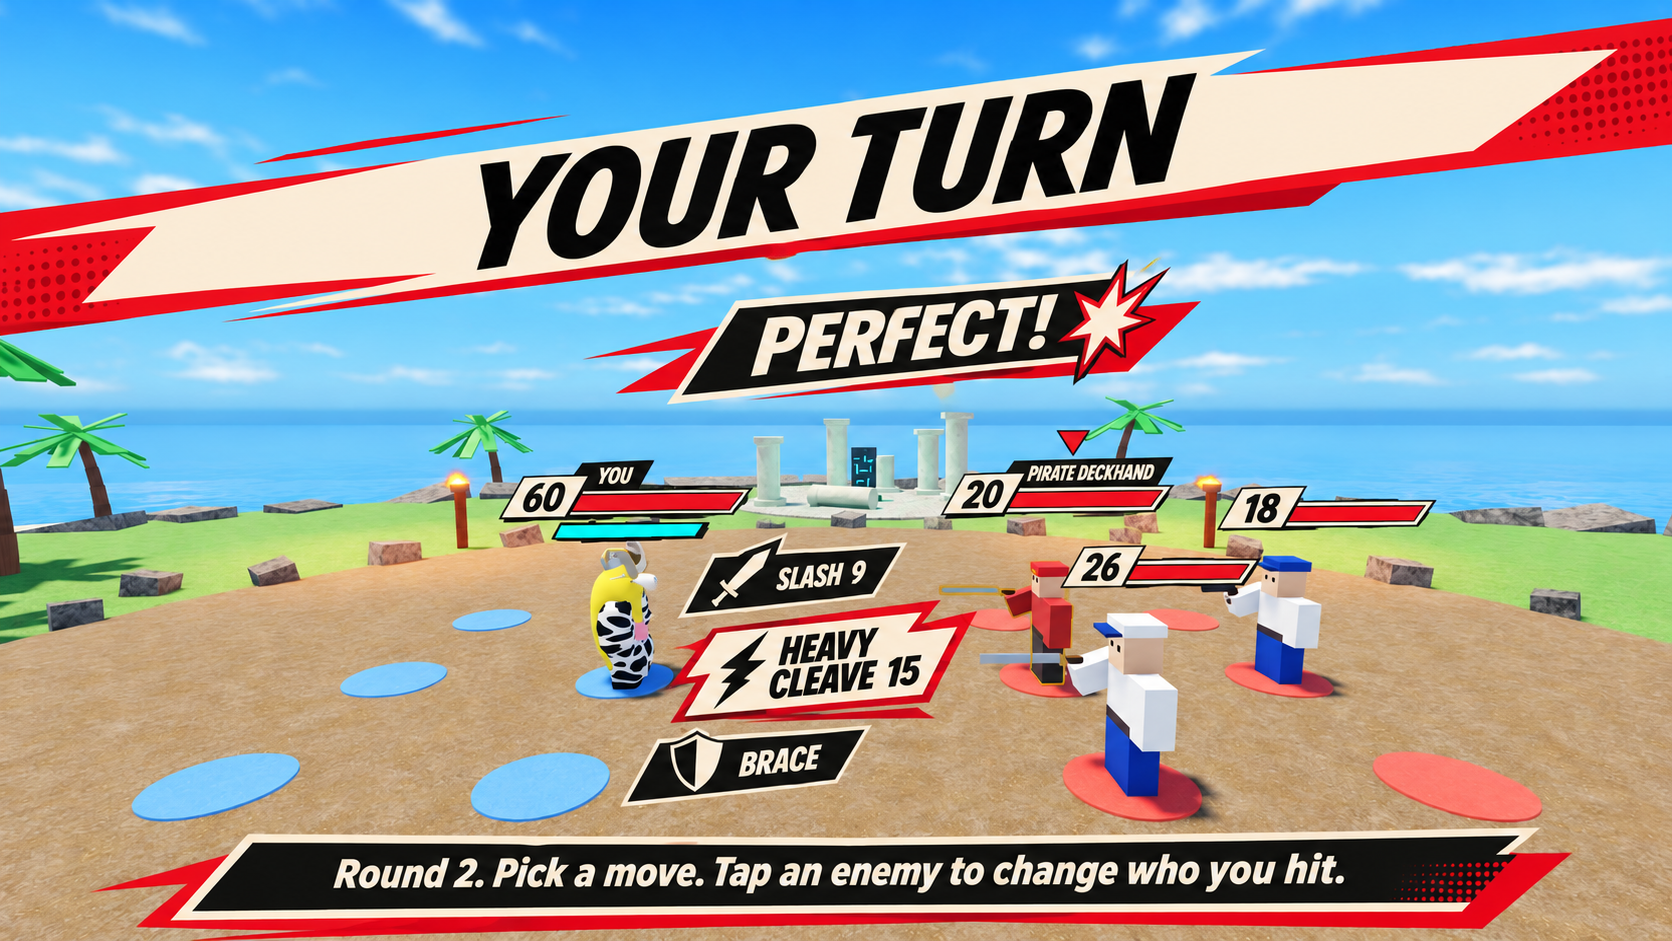 YOUR TURN
PERFECT!
YOU
60
PIRATE DECKHAND
20
18
26
SLASH 9
HEAVY
CLEAVE 15
BRACE
Round 2. Pick a move. Tap an enemy to change who you hit.